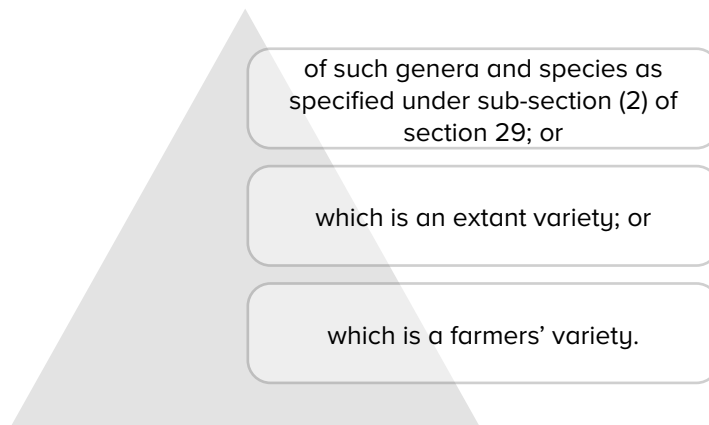 of such genera and species as
specified under sub-section (2) of
section 29; or
which is an extant variety; or
which is a farmers’ variety.